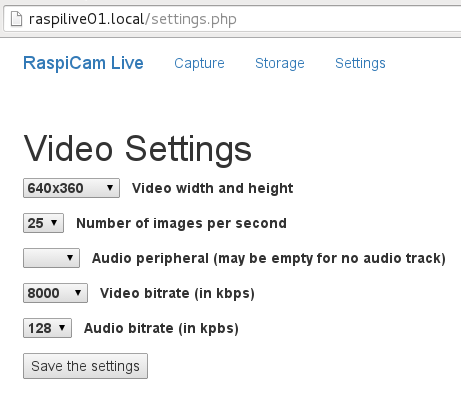 raspilive01.local/settings.php
RaspiCam Live Capture Storage Settings
Video Settings
640x360 Video width and height
25 Number of images per second
Audio peripheral (may be empty for no audio track)
8000 Video bitrate (in kbps)
128 Audio bitrate (in kpbs)
Save the settings